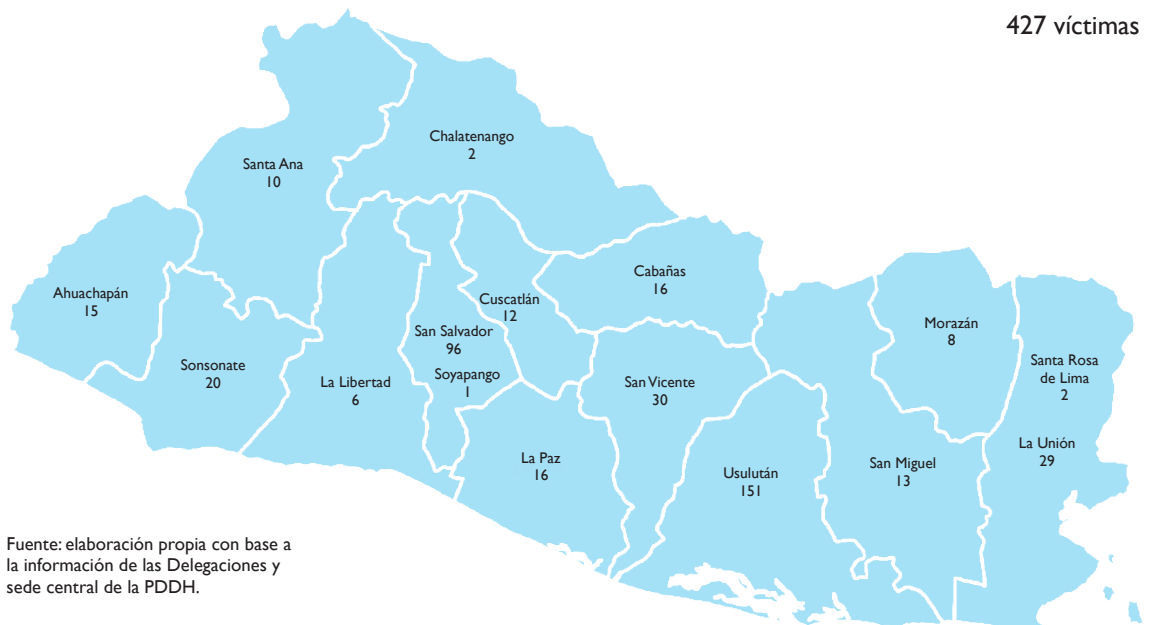 427 víctimas
Chalatenango
2
Santa Ana
10
Cabañas
16
Ahuachapán
15
Cuscatlán
12
Morazán
8
San Salvador
96
Santa Rosa
de Lima
2
Sonsonate
20
Soyapango
1
La Libertad
6
San Vicente
30
La Unión
29
La Paz
16
San Miguel
13
Usulután
151
Fuente: elaboración propia con base a
la información de las Delegaciones y
sede central de la PDDH.